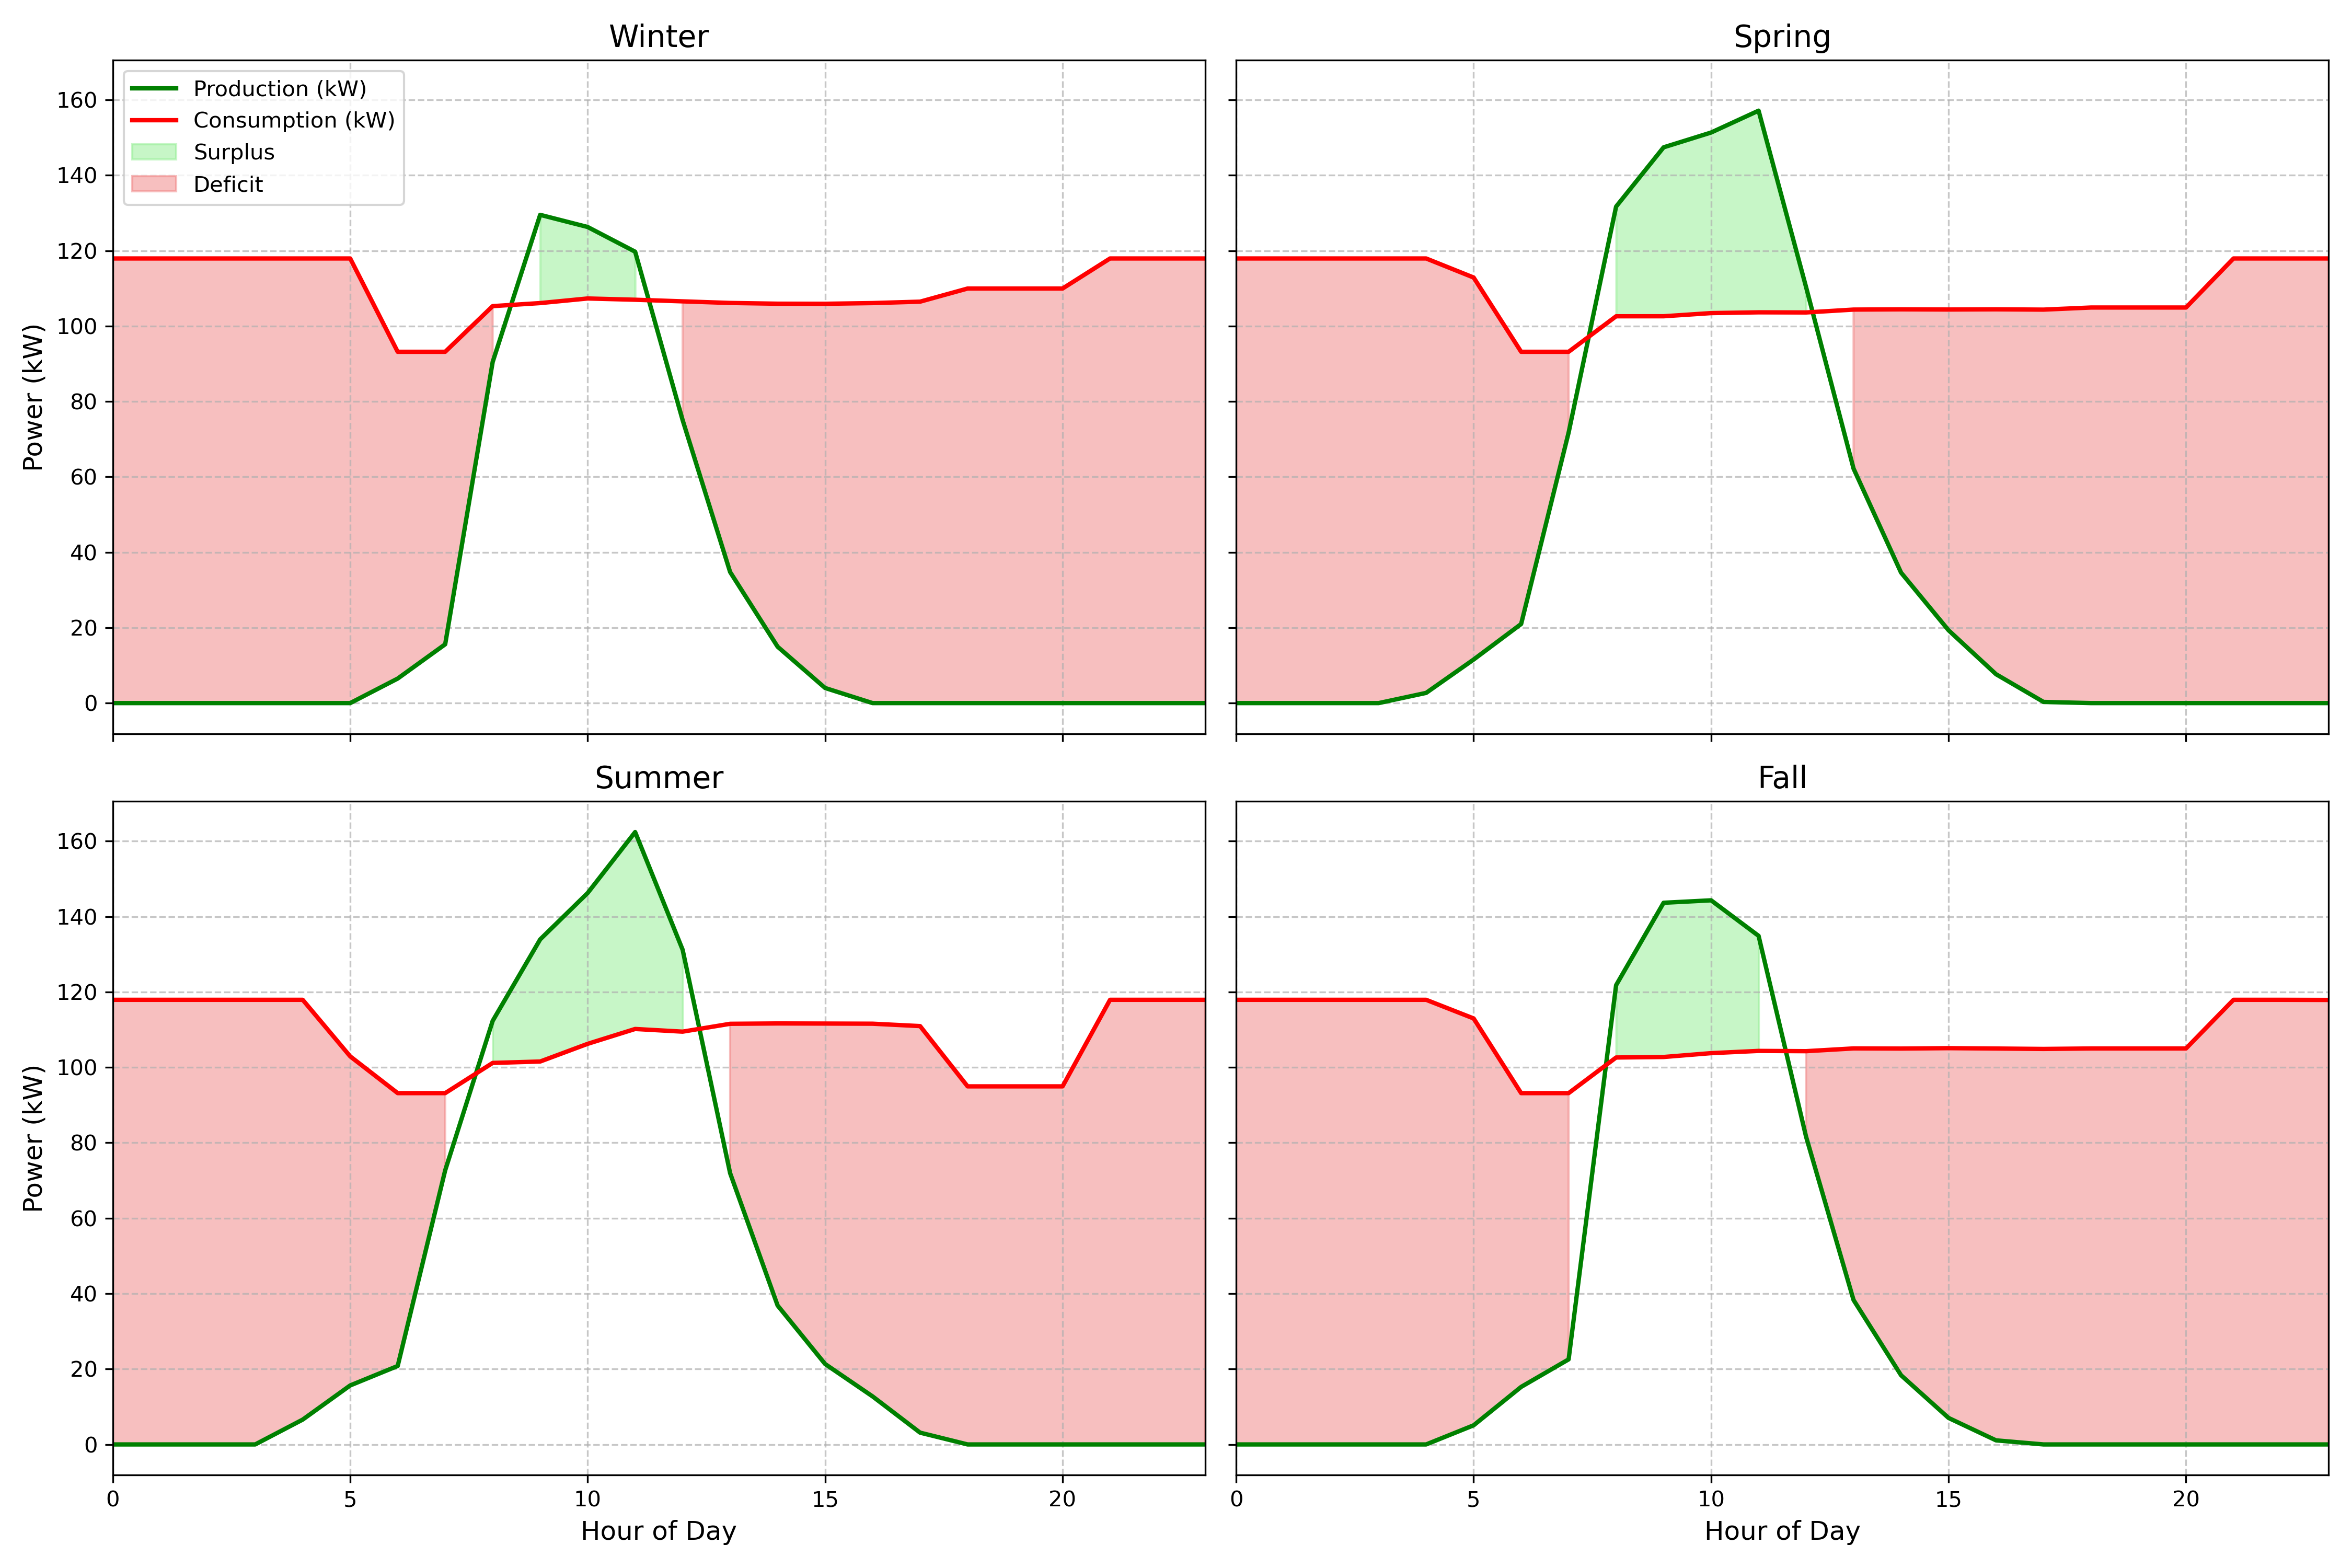 Winter
Production (kW)
Consumption (kW)
Surplus
Deficit
Power (kW)
160
140
120
100
80
60
40
20
0
Spring
Summer
Power (kW)
160
140
120
100
80
60
40
20
0
0 5 10 15 20
Hour of Day
Fall
0 5 10 15 20
Hour of Day